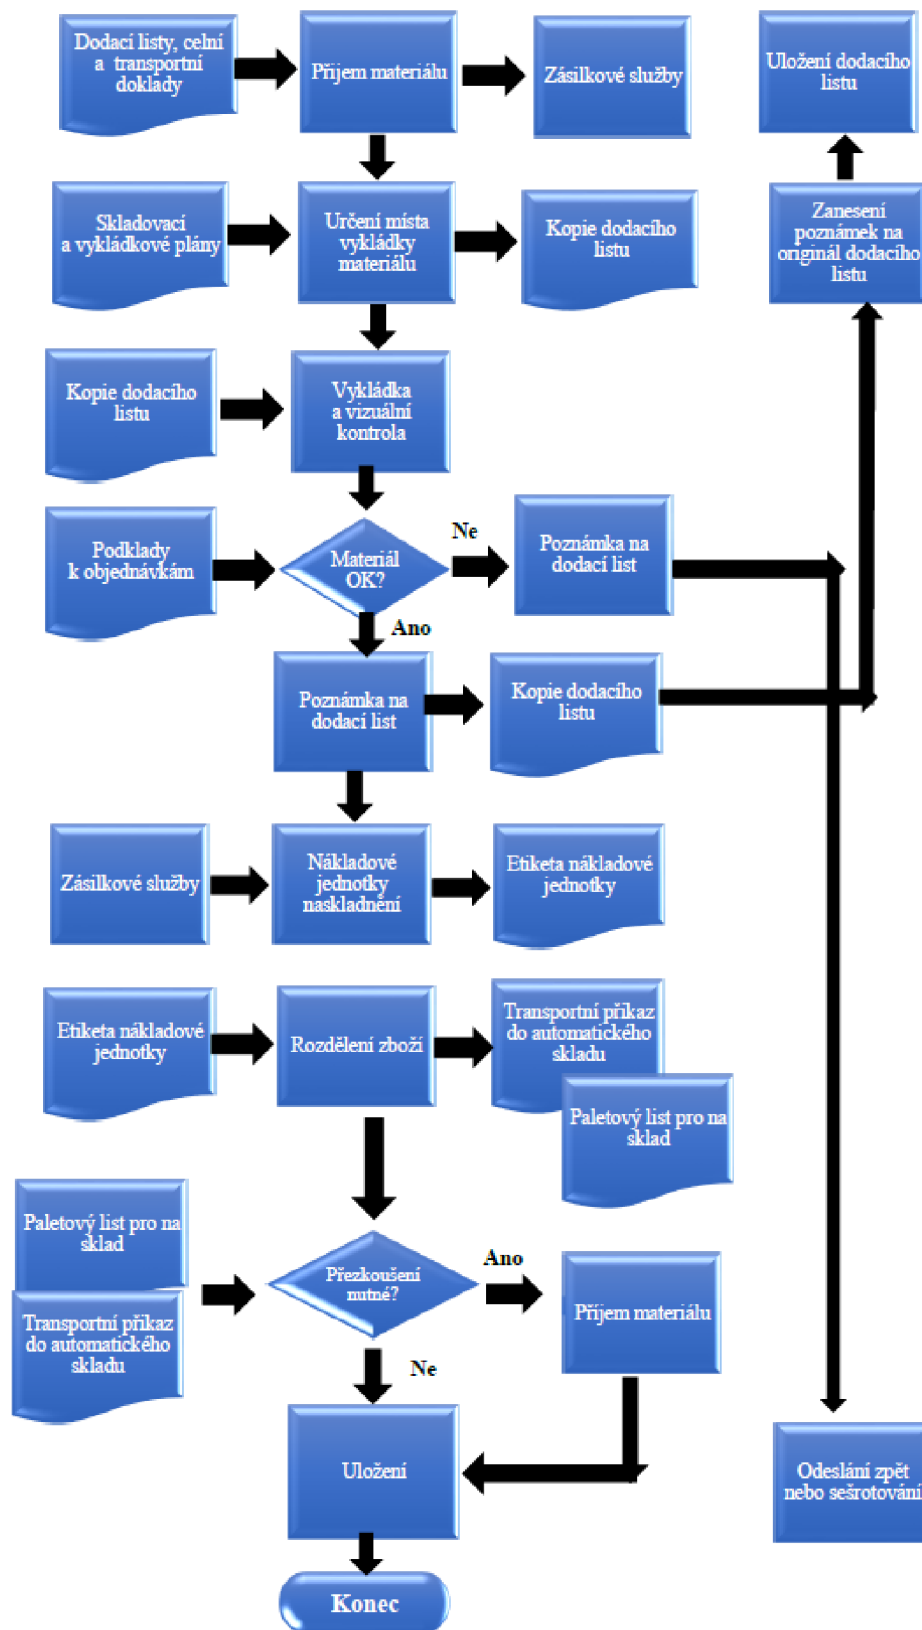 Dodací listy, celní
a transportní
doklady
Přijem materiálu
Zásilkové služby
Uložení dodacího
listu
Skladovací
a vykládkové plány
Určení místa
vykládky
materiálu
Kopie dodacího
listu
Zanesení
poznámek na
originál dodacího
listu
Kopie dodacího
listu
Vykládka
a vizuální
kontrola
Podklady
k objednávkám
Materiál
OK?
Ne
Poznámka na
dodací list
Ano
Poznámka na
dodací list
Kopie dodacího
listu
Zásilkové služby
Nákladové
jednotky
naskladnění
Etiketa nákladové
jednotky
Etiketa nákladové
jednotky
Rozdělení zboží
Transportní přikaz
do automatického
skladu
Paletový list pro na
sklad
Paletový list pro na
sklad
Transportní přikaz
do automatického
skladu
Přezkoušení
nutné?
Ano
Příjem materiálu
Ne
Uložení
Odeslání zpět
nebo sešrotování
Konec